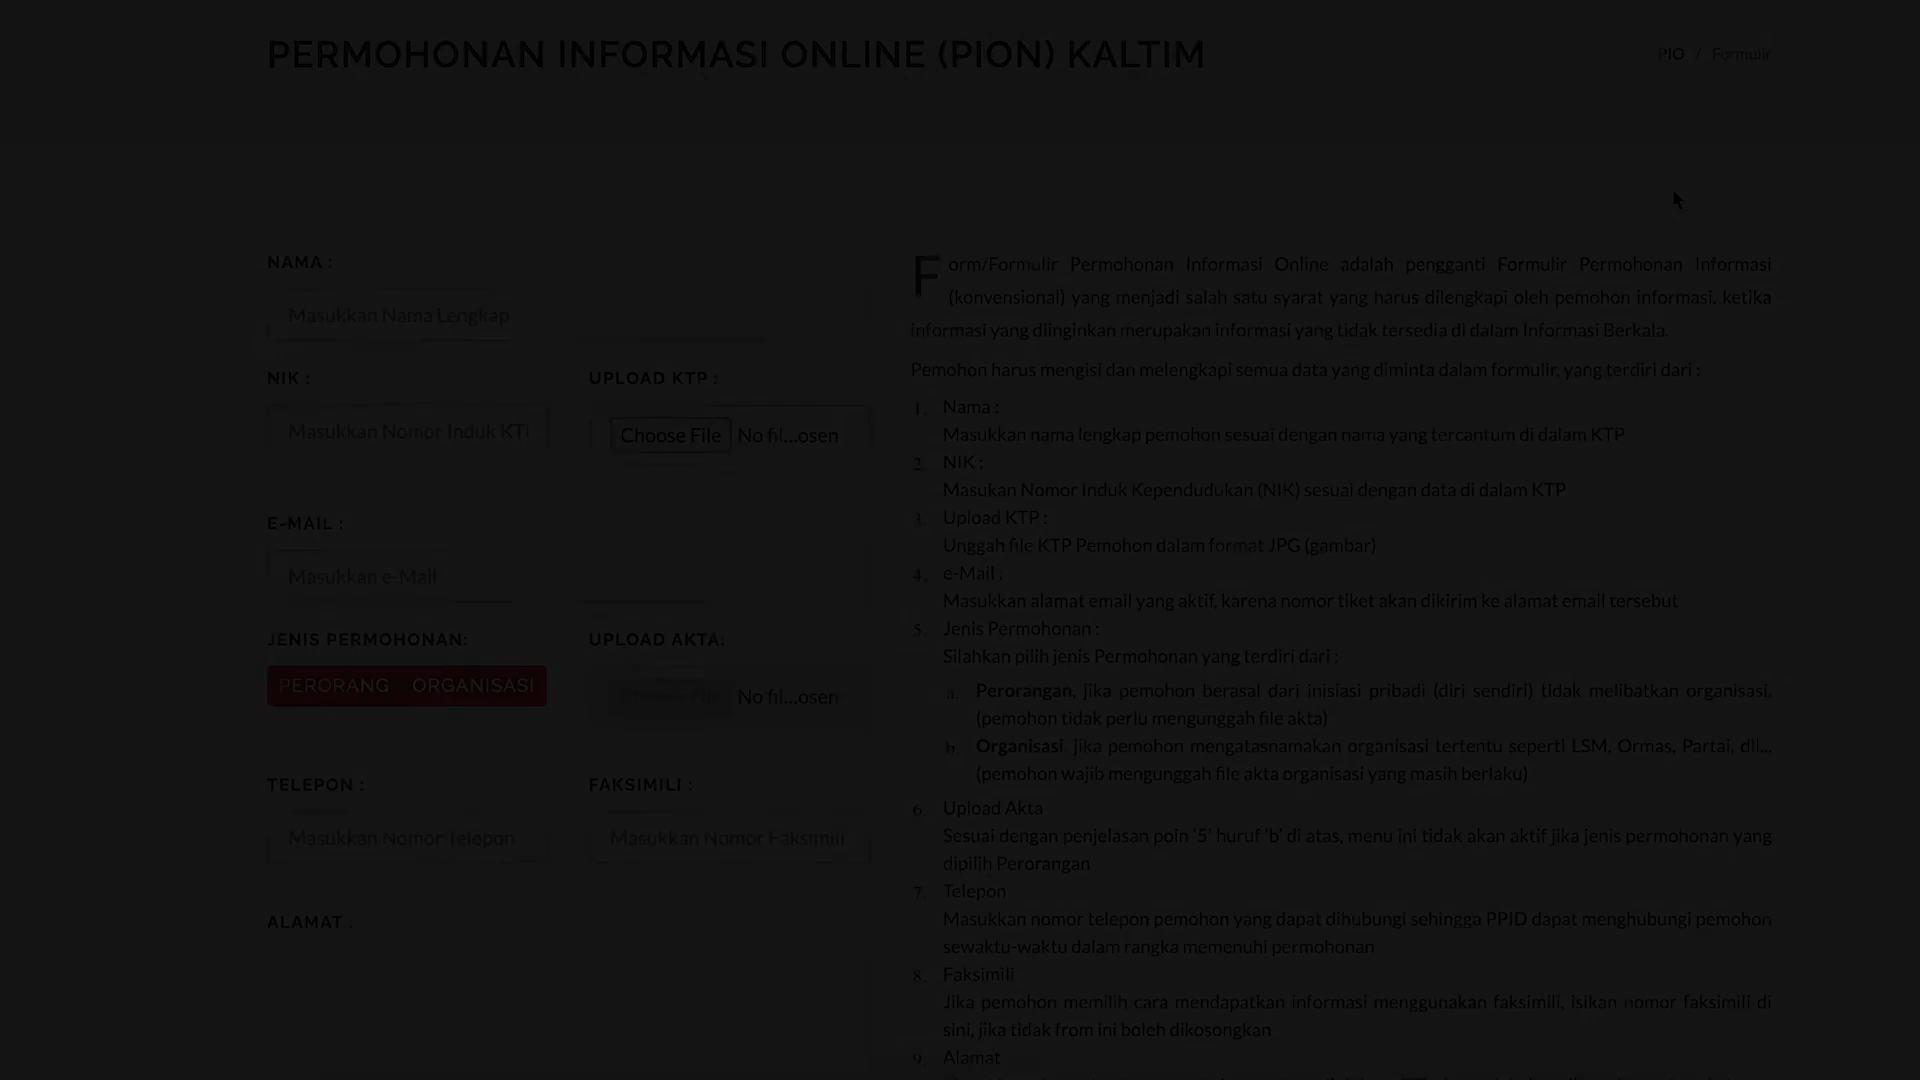 PERMOHONAN INFORMASI ONLINE (PION) KALTIM
PIO / Formulir
NAMA :
Masukkan Nama Lengkap
NIK :
UPLOAD KTP :
Masukkan Nomor Induk KT
Choose File No fil...osen
E-MAIL :
Masukkan e-Mail
JENIS PERMOHONAN:
UPLOAD AKTA:
PERORANG ORGANISASI
Choose File No fil...osen
TELEPON :
FAKSIMILI :
Masukkan Nomor Telepon
Masukkan Nomor Faksimili
ALAMAT :
Form/Formulir Permohonan Informasi Online adalah pengganti Formulir Permohonan Informasi
(konvensional) yang menjadi salah satu syarat yang harus dilengkapi oleh pemohon informasi. ketika
informasi yang diinginkan merupakan informasi yang tidak tersedia di dalam Informasi Berkala.
Pemohon harus mengisi dan melengkapi semua data yang diminta dalam formulir, yang terdiri dari :
1. Nama :
Masukkan nama lengkap pemohon sesuai dengan nama yang tercantum di dalam KTP
2. NIK :
Masukan Nomor Induk Kependudukan (NIK) sesuai dengan data di dalam KTP
3. Upload KTP :
Unggah file KTP Pemohon dalam format JPG (gambar)
4. e-Mail :
Masukkan alamat email yang aktif, karena nomor tiket akan dikirim ke alamat email tersebut
5. Jenis Permohonan :
Silahkan pilih jenis Permohonan yang terdiri dari :
a. Perorangan, jika pemohon berasal dari inisiasi pribadi (diri sendiri) tidak melibatkan organisasi.
(pemohon tidak perlu mengunggah file akta)
b. Organisasi jika pemohon mengatasnamakan organisasi tertentu seperti LSM, Ormas, Partai, dll...
(pemohon wajib mengunggah file akta organisasi yang masih berlaku)
6. Upload Akta
Sesuai dengan penjelasan poin '5' huruf 'b' di atas, menu ini tidak akan aktif jika jenis permohonan yang
dipilih Perorangan
7. Telepon
Masukkan nomor telepon pemohon yang dapat dihubungi sehingga PPID dapat menghubungi pemohon
sewaktu-waktu dalam rangka memenuhi permohonan
8. Faksimili
Jika pemohon memilih cara mendapatkan informasi menggunakan faksimili, isikan nomor faksimili di
sini, jika tidak from ini boleh dikosongkan
9. Alamat